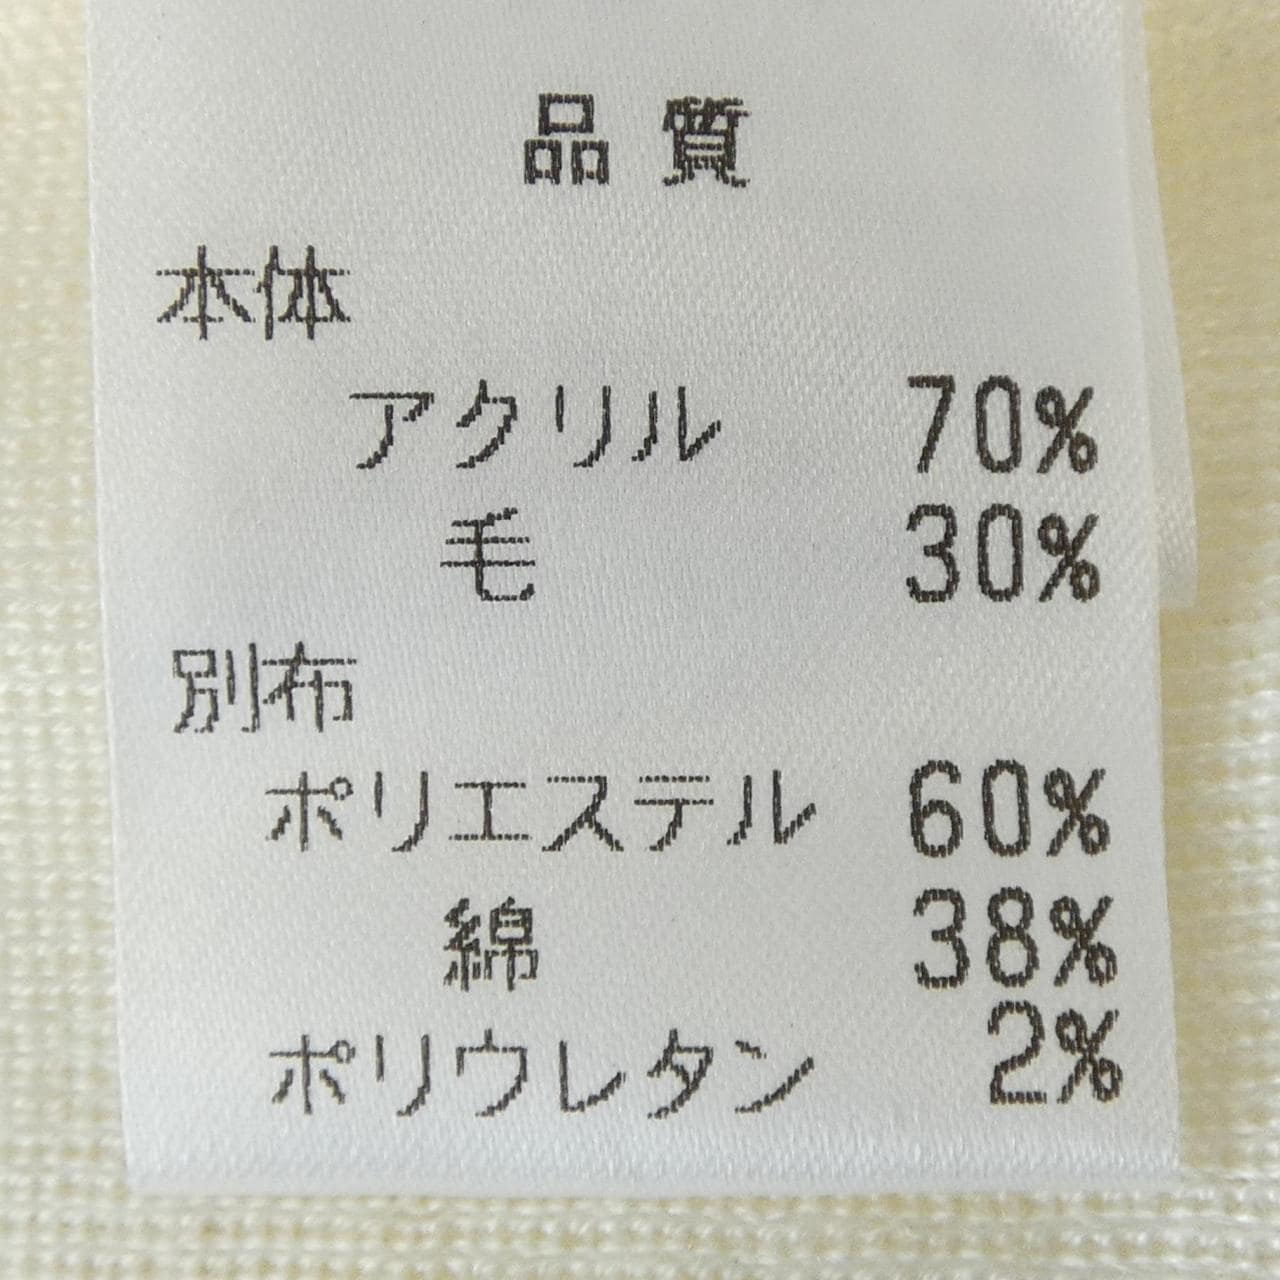 品質
本体
アクリル 70%
毛 30%
別布
ポリエステル 60%
綿 38%
ポリウレタン 2%